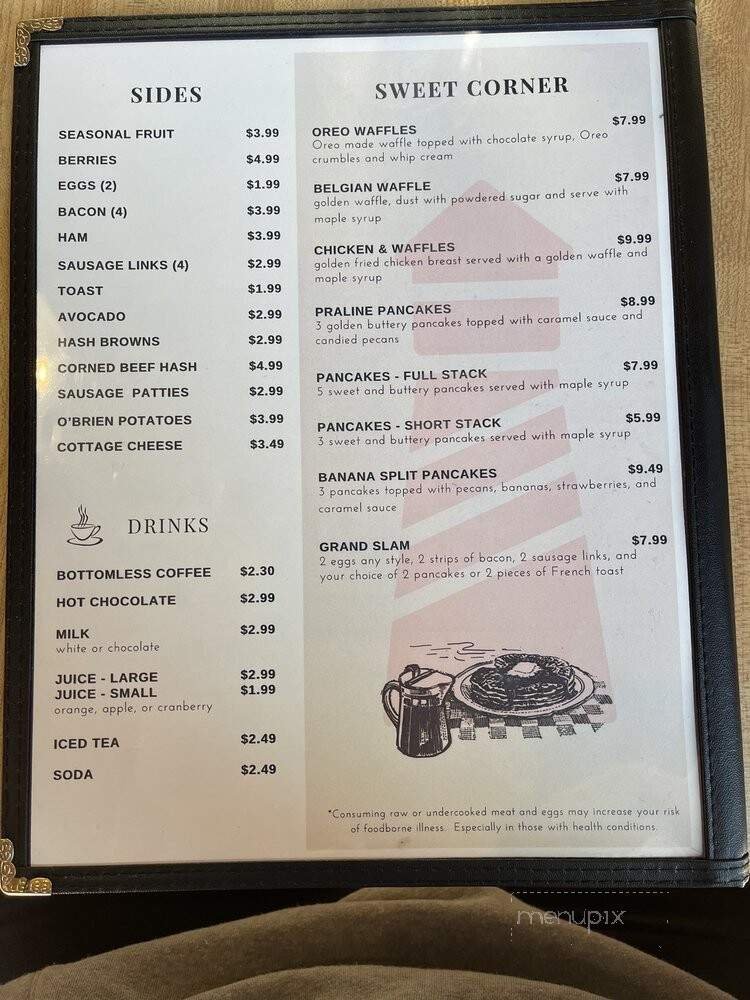 SIDES
SEASONAL FRUIT $3.99
BERRIES $4.99
EGGS (2) $1.99
BACON (4) $3.99
HAM $3.99
SAUSAGE LINKS (4) $2.99
TOAST $1.99
AVOCADO $2.99
HASH BROWNS $2.99
CORNED BEEF HASH $4.99
SAUSAGE PATTIES $2.99
O'BRIEN POTATOES $3.99
COTTAGE CHEESE $3.49
DRINKS
BOTTOMLESS COFFEE $2.30
HOT CHOCOLATE $2.99
MILK $2.99
white or chocolate
JUICE - LARGE $2.99
JUICE - SMALL $1.99
orange, apple, or cranberry
ICED TEA $2.49
SODA $2.49
SWEET CORNER
OREO WAFFLES $7.99
Oreo made waffle topped with chocolate syrup, Oreo
crumbles and whip cream
BELGIAN WAFFLE $7.99
golden waffle, dust with powdered sugar and serve with
maple syrup
CHICKEN & WAFFLES $9.99
golden fried chicken breast served with a golden waffle and
maple syrup
PRALINE PANCAKES $8.99
3 golden buttery pancakes topped with caramel sauce and
candied pecans
PANCAKES - FULL STACK $7.99
5 sweet and buttery pancakes served with maple syrup
PANCAKES - SHORT STACK $5.99
3 sweet and buttery pancakes served with maple syrup
BANANA SPLIT PANCAKES $9.49
3 pancakes topped with pecans, bananas, strawberries, and
caramel sauce
GRAND SLAM $7.99
2 eggs any style, 2 strips of bacon, 2 sausage links, and
your choice of 2 pancakes or 2 pieces of French toast
*Consuming raw or undercooked meat and eggs may increase your risk
of foodborne illness. Especially in those with health conditions.
menupix